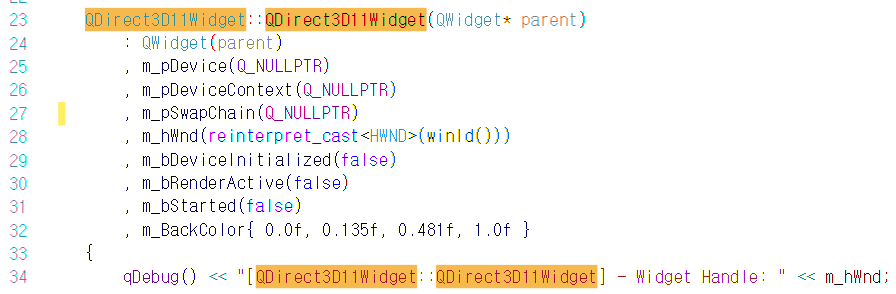 23 QDirect3D11Widget::QDirect3D11Widget(QWidget* parent)
24 : QWidget(parent)
25 , m_pDevice(Q_NULLPTR)
26 , m_pDeviceContext(Q_NULLPTR)
27 , m_pSwapChain(Q_NULLPTR)
28 , m_hWnd(reinterpret_cast<HWND>(winId()))
29 , m_bDeviceInitialized(false)
30 , m_bRenderActive(false)
31 , m_bStarted(false)
32 , m_BackColor{ 0.0f, 0.135f, 0.481f, 1.0f }
33 {
34 qDebug() << "[QDirect3D11Widget::QDirect3D11Widget] - Widget Handle: " << m_hWnd;